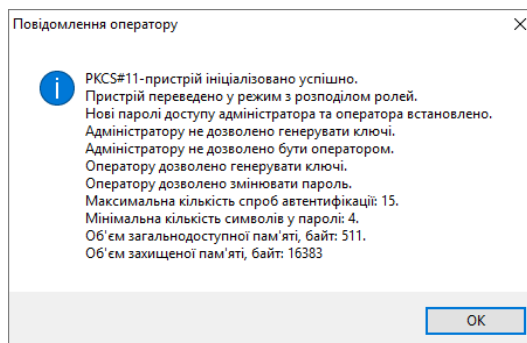 Повідомлення оператору
PKCS#11-пристрій ініціалізовано успішно.
Пристрій переведено у режим з розподілом ролей.
Нові паролі доступу адміністратора та оператора встановлено.
Адміністратору не дозволено генерувати ключі.
Адміністратору не дозволено бути оператором.
Оператору дозволено генерувати ключі.
Оператору дозволено змінювати пароль.
Максимальна кількість спроб автентифікації: 15.
Мінімальна кількість символів у паролі: 4.
Об'єм загальнодоступної пам'яті, байт: 511.
Об'єм захищеної пам'яті, байт: 16383
OK